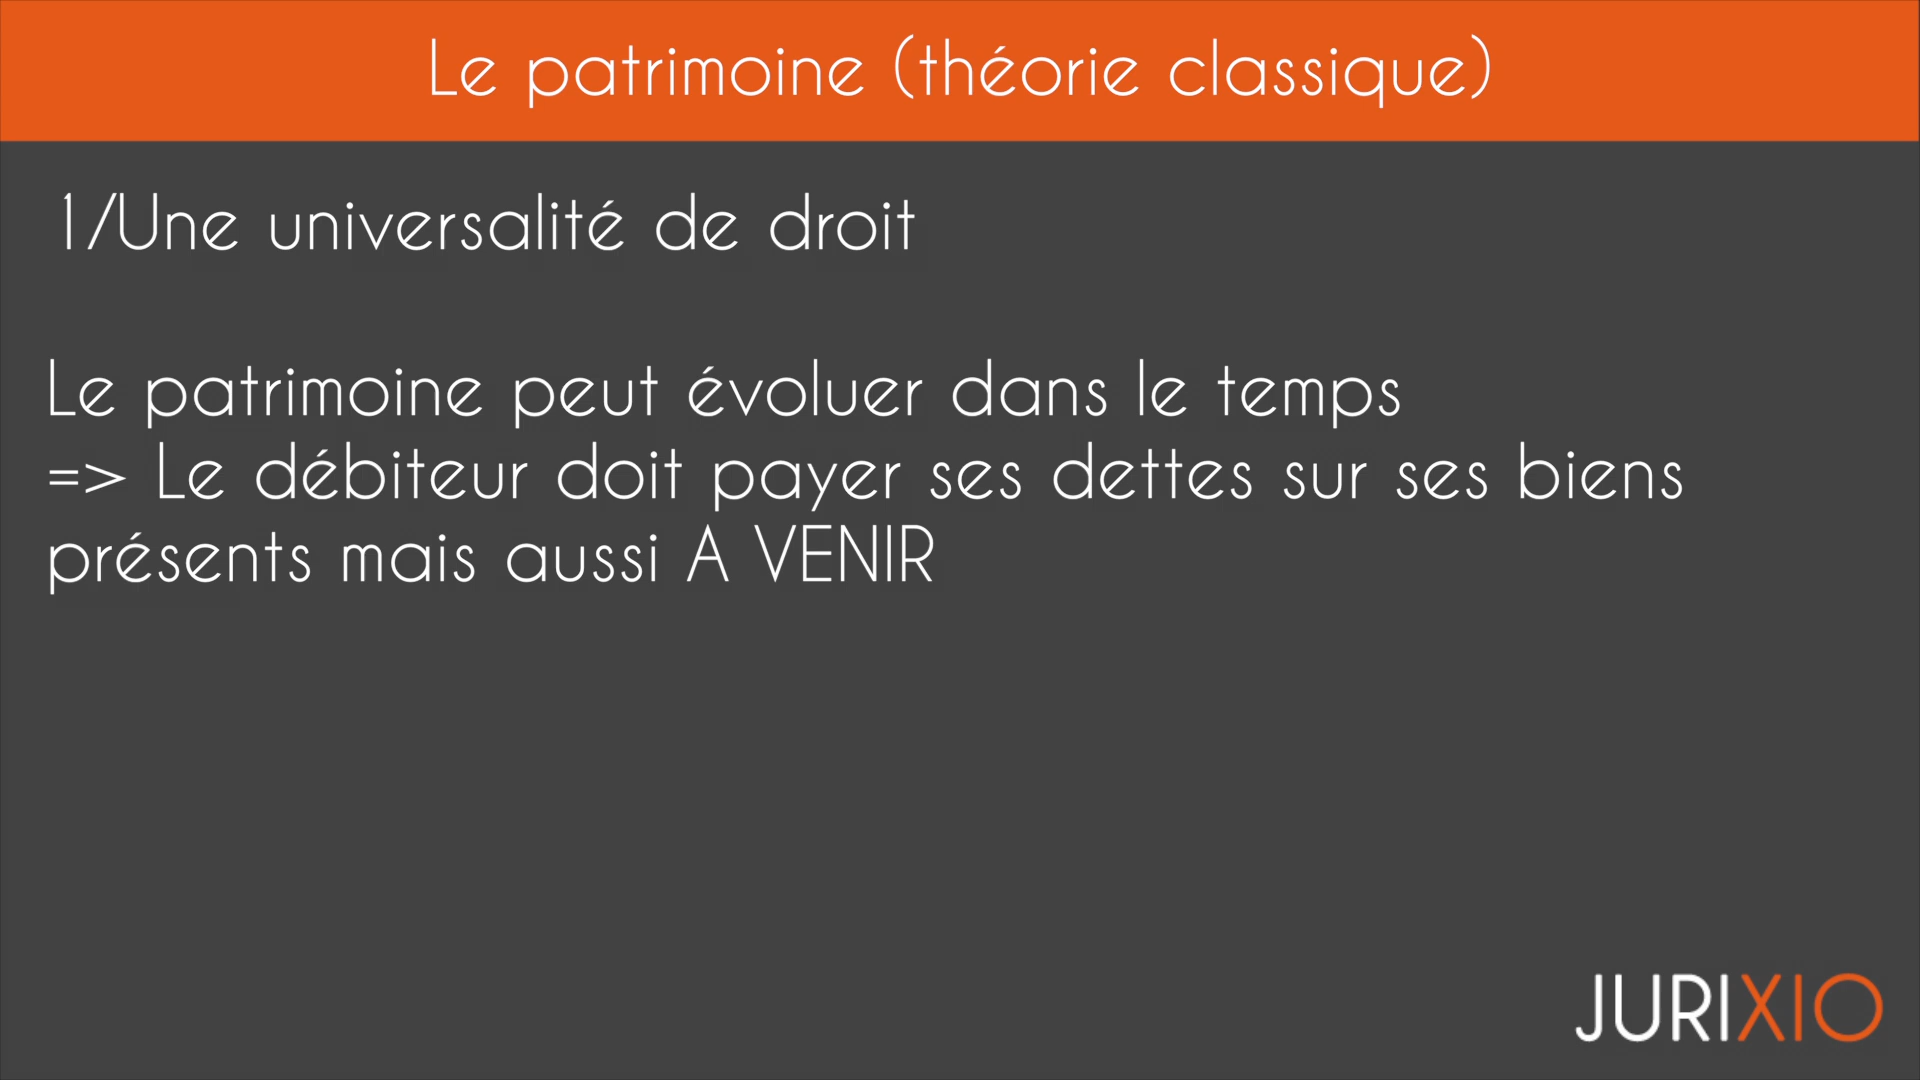 Le patrimoine (théorie classique)
1/Une universalité de droit
Le patrimoine peut évoluer dans le temps
=> Le débiteur doit payer ses dettes sur ses biens
présents mais aussi A VENIR
JURIXIO